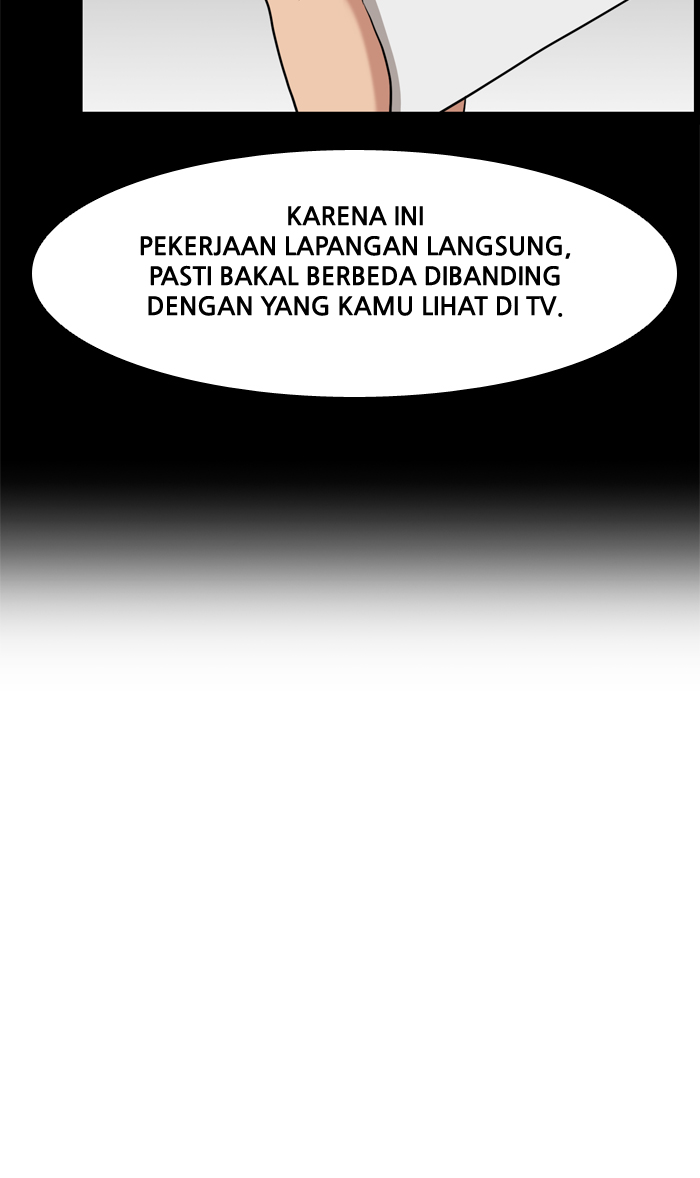 KARENA INI
PEKERJAAN LAPANGAN LANGSUNG,
PASTI BAKAL BERBEDA DIBANDING
DENGAN YANG KAMU LIHAT DI TV.